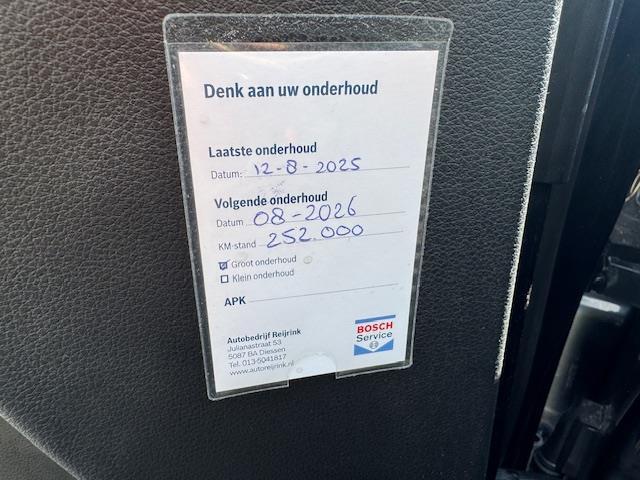 Denk aan uw onderhoud
Laatste onderhoud
Datum: 12-8-2025
Volgende onderhoud
Datum 08-2026
KM-stand 252.000
Groot onderhoud
Klein onderhoud
APK
Autobedrijf Reijrink
Julianastraat 53
5087 BA Diessen
Tel. 013-5041817
www.autoreijrink.nl
BOSCH
Service